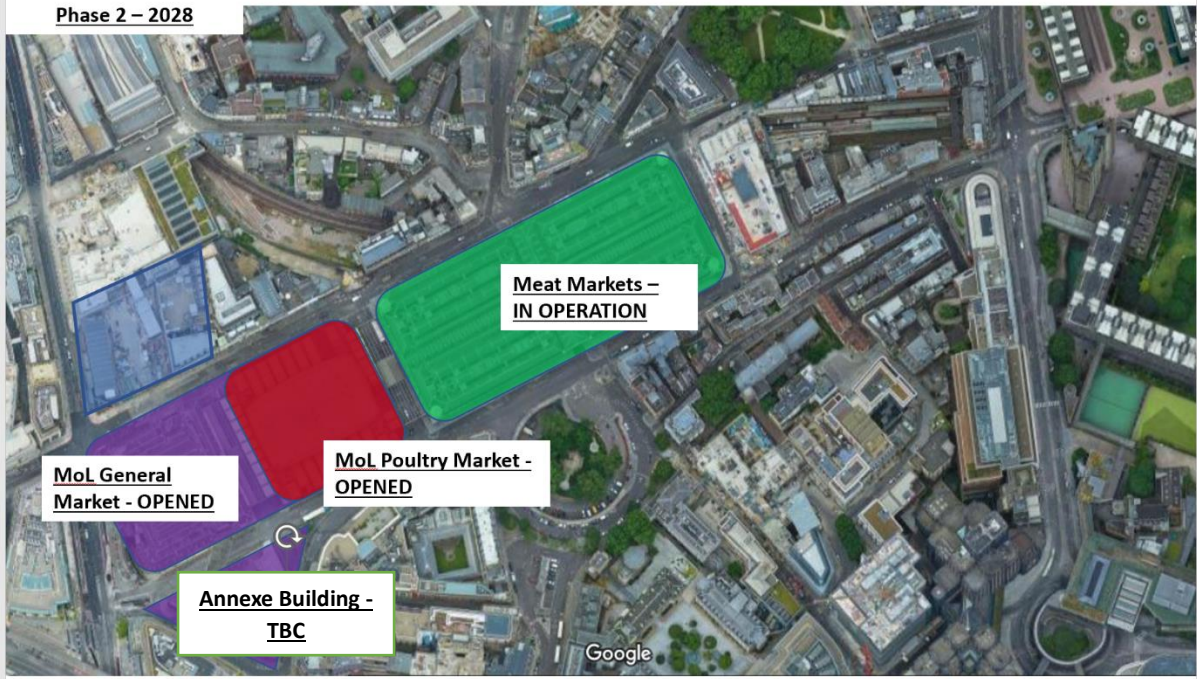 Phase 2 – 2028
Meat Markets –
IN OPERATION
MoL Poultry Market -
OPENED
MoL General
Market - OPENED
Annexe Building -
TBC
Google